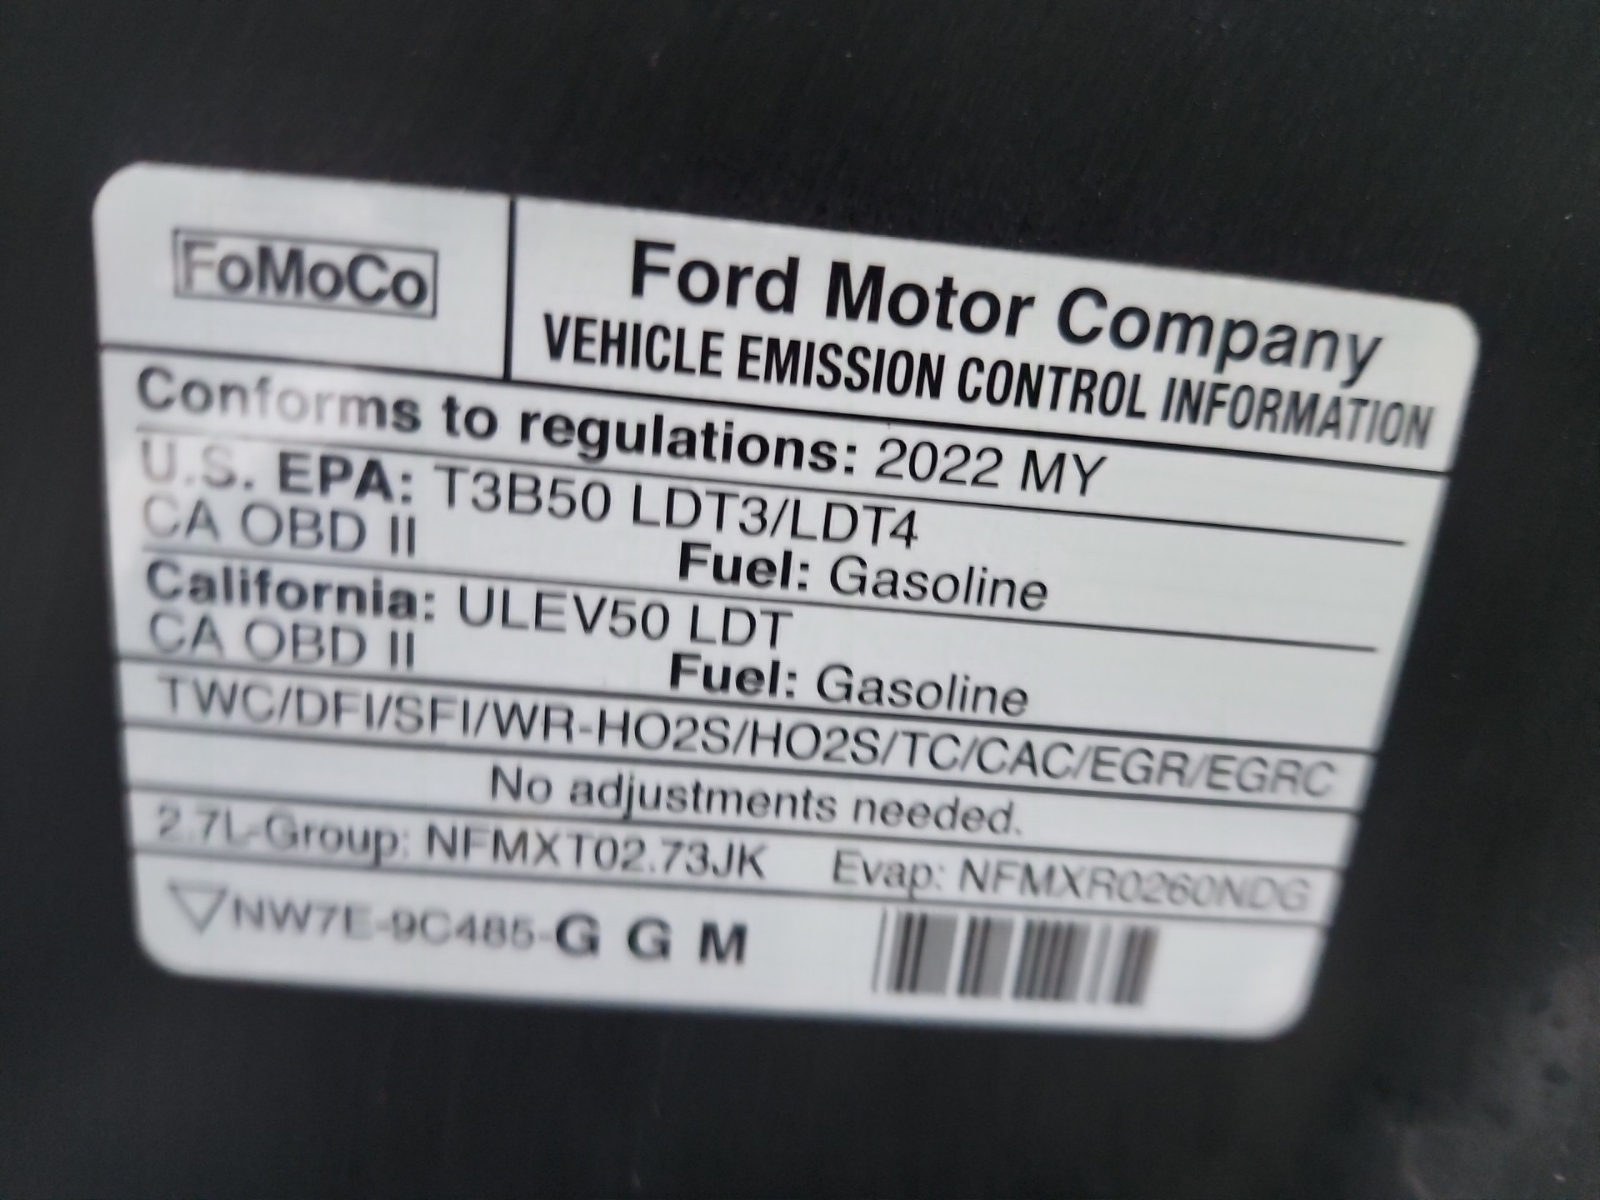 FoMoCo
Ford Motor Company
VEHICLE EMISSION CONTROL INFORMATION
Conforms to regulations: 2022 MY
U.S. EPA: T3B50 LDT3/LDT4
CA OBD II Fuel: Gasoline
California: ULEV50 LDT
CA OBD II Fuel: Gasoline
TWC/DFI/SFI/WR-HO2S/HO2S/TC/CAC/EGR/EGRC
No adjustments needed.
2.7L-Group: NFMXT02.73JK Evap: NFMXR0260NDG
NW7E-9C485-G G M